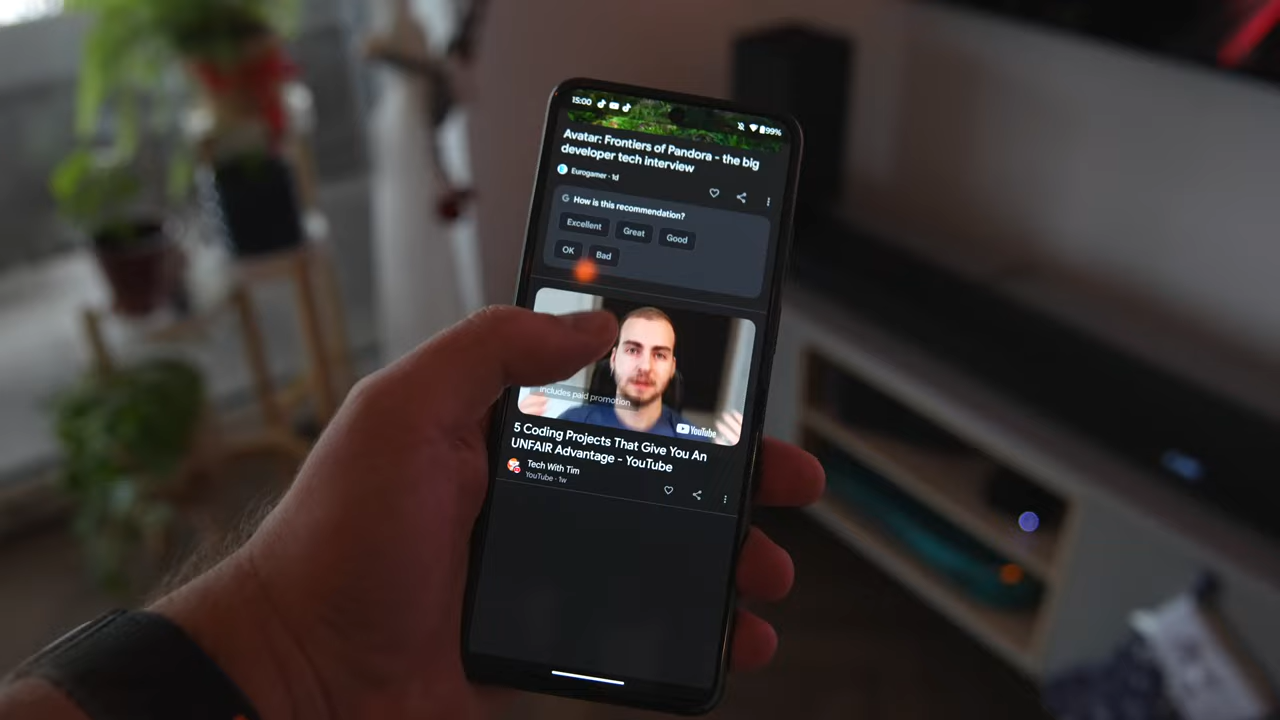 15:00
99%
Avatar: Frontiers of Pandora - the big
developer tech interview
Eurogamer · 1d
G How is this recommendation?
Excellent Great Good
OK Bad
Includes paid promotion
YouTube
5 Coding Projects That Give You An
UNFAIR Advantage - YouTube
Tech With Tim
YouTube · 1w